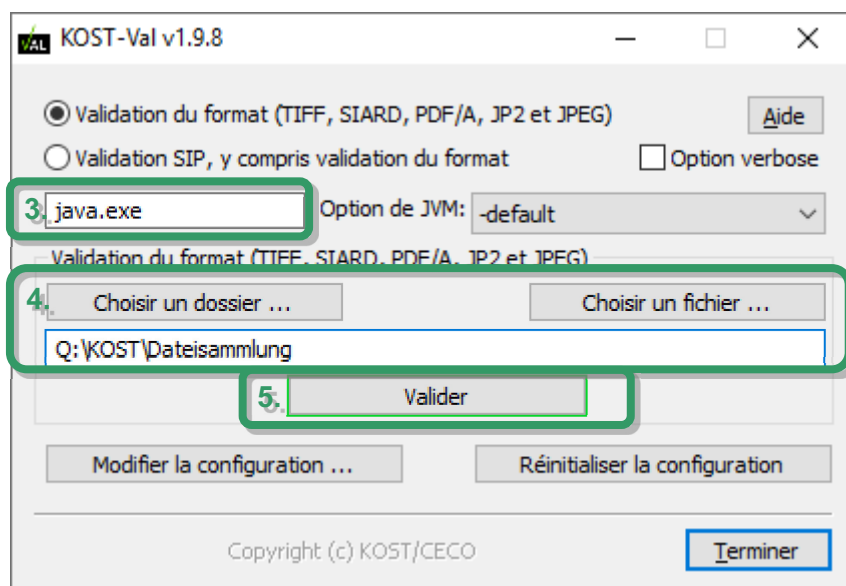 VAL KOST-Val v1.9.8
Validation du format (TIFF, SIARD, PDF/A, JP2 et JPEG) Aide
Validation SIP, y compris validation du format Option verbose
3. java.exe Option de JVM: -default
Validation du format (TIFF, SIARD, PDF/A, JP2 et JPEG)
4. Choisir un dossier ... Choisir un fichier ...
Q:\KOST\Dateisammlung
5. Valider
Modifier la configuration ... Réinitialiser la configuration
Copyright (c) KOST/CECO Terminer